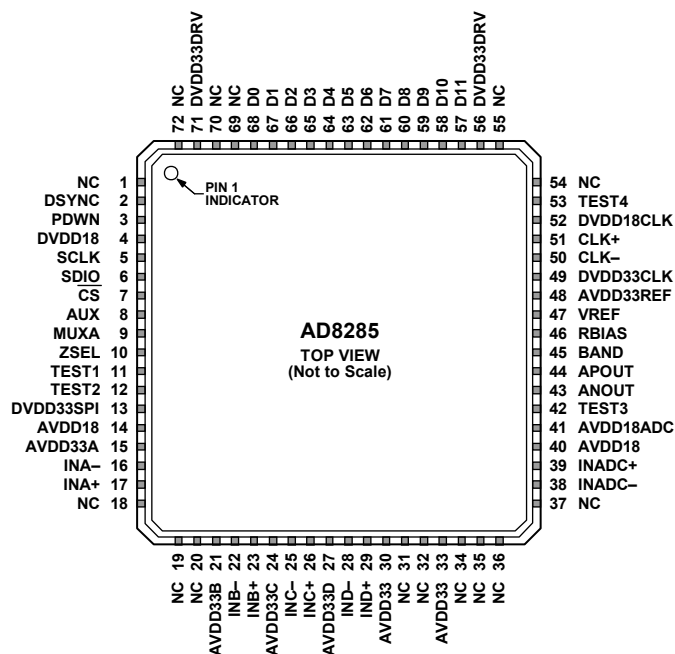 72 NC
71 DVDD33DRV
70 NC
69 NC
68 D0
67 D1
66 D2
65 D3
64 D4
63 D5
62 D6
61 D7
60 D8
59 D9
58 D10
57 D11
56 DVDD33DRV
55 NC
PIN 1
INDICATOR
NC 1
DSYNC 2
PDWN 3
DVDD18 4
SCLK 5
SDIO 6
CS 7
AUX 8
MUXA 9
ZSEL 10
TEST1 11
TEST2 12
DVDD33SPI 13
AVDD18 14
AVDD33A 15
INA– 16
INA+ 17
NC 18
AD8285
TOP VIEW
(Not to Scale)
54 NC
53 TEST4
52 DVDD18CLK
51 CLK+
50 CLK–
49 DVDD33CLK
48 AVDD33REF
47 VREF
46 RBIAS
45 BAND
44 APOUT
43 ANOUT
42 TEST3
41 AVDD18ADC
40 AVDD18
39 INADC+
38 INADC–
37 NC
NC 19
NC 20
AVDD33B 21
INB– 22
INB+ 23
AVDD33C 24
INC– 25
INC+ 26
AVDD33D 27
IND– 28
IND+ 29
AVDD33 30
NC 31
NC 32
AVDD33 33
NC 34
NC 35
NC 36